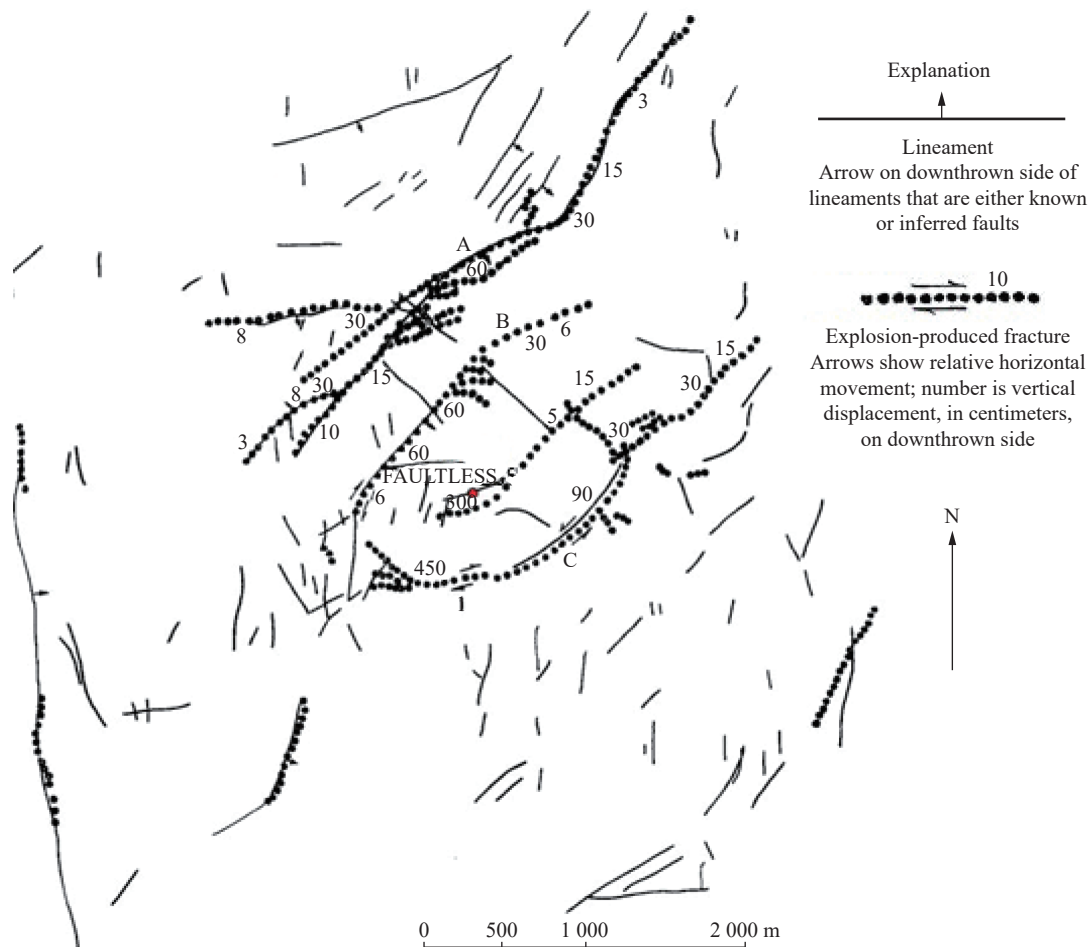 Explanation
Lineament
Arrow on downthrown side of
lineaments that are either known
or inferred faults
10
Explosion-produced fracture
Arrows show relative horizontal
movement; number is vertical
displacement, in centimeters,
on downthrown side
N
3
15
30
A
60
30
8
B
30
6
30
8
15
15
15
30
3
10
60
5
30
60
FAULTLESS
6
300
90
C
450
1
0 500 1 000 2 000 m